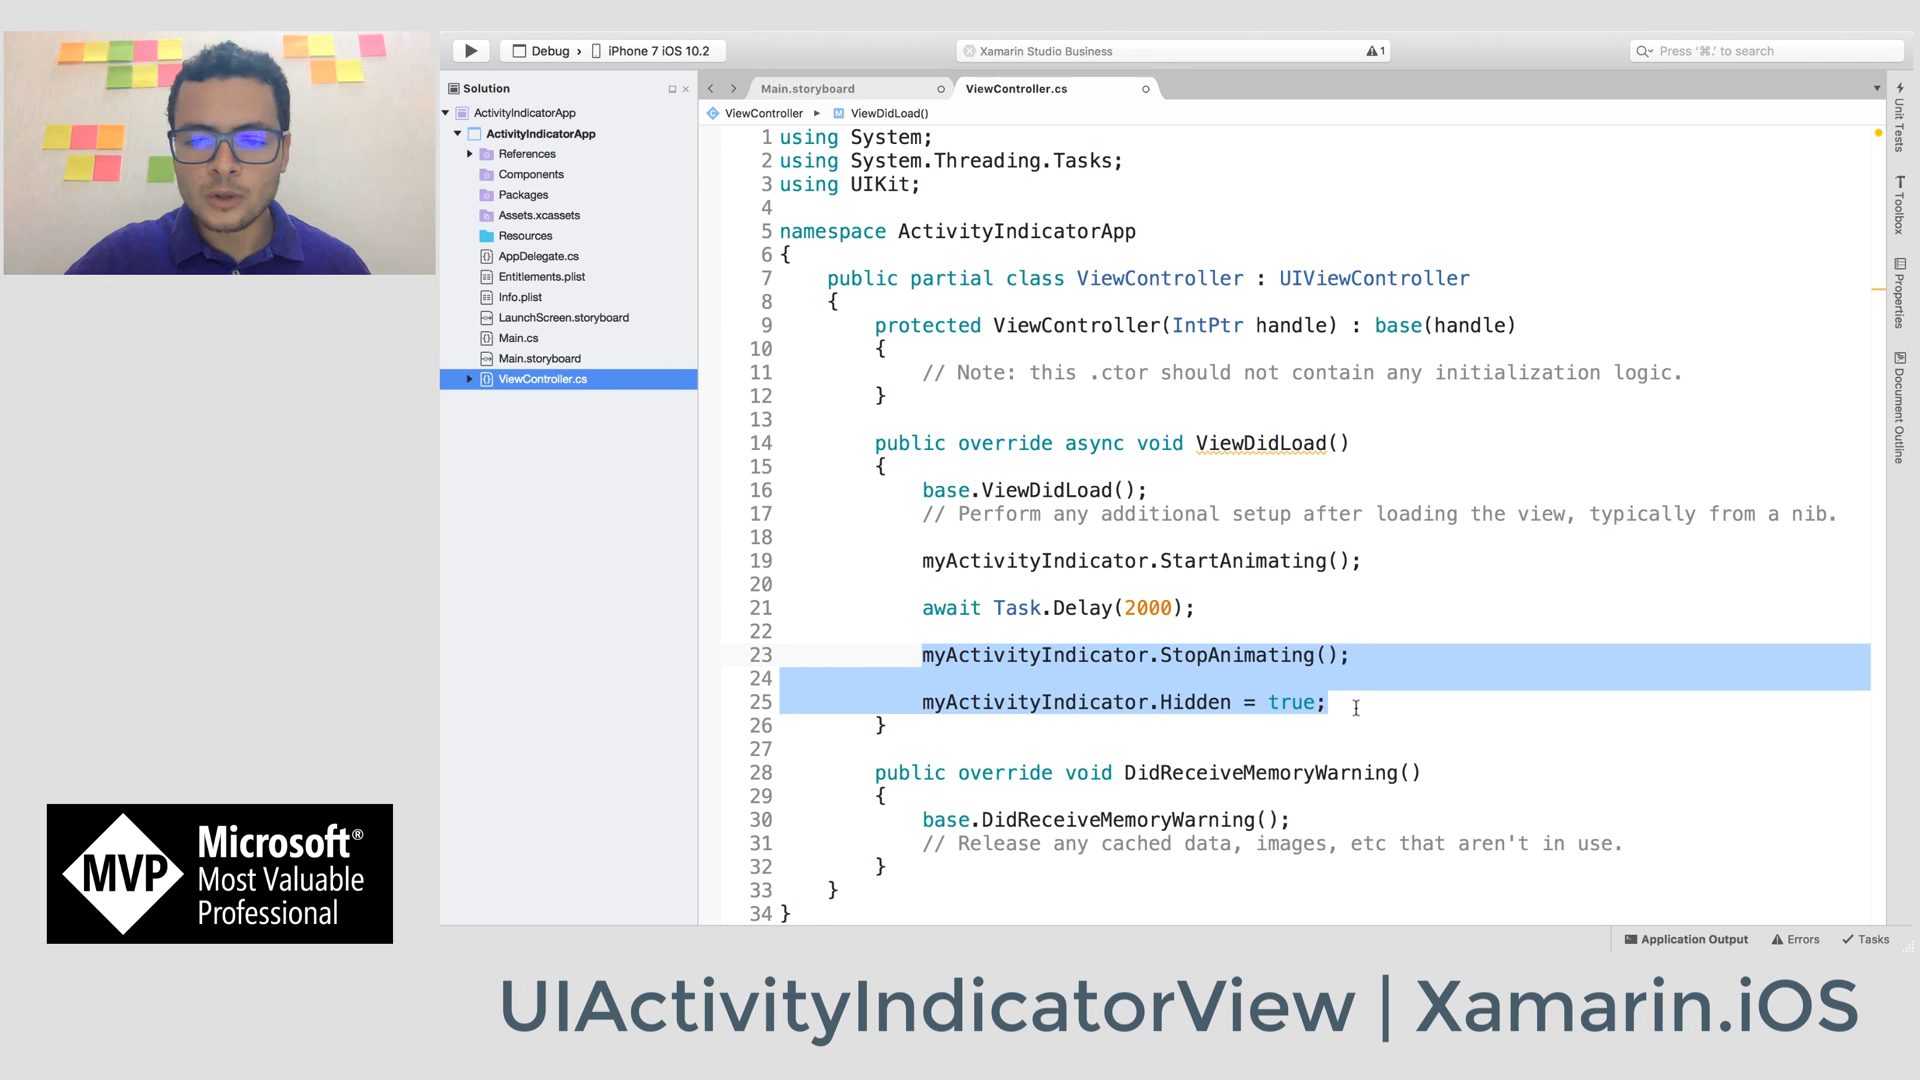 Debug › iPhone 7 iOS 10.2
Xamarin Studio Business
1
Press '⌘.' to search
Solution
ActivityIndicatorApp
ActivityIndicatorApp
References
Components
Packages
Assets.xcassets
Resources
AppDelegate.cs
Entitlements.plist
Info.plist
LaunchScreen.storyboard
Main.cs
Main.storyboard
ViewController.cs
Main.storyboard
ViewController.cs
ViewController ▸ M ViewDidLoad()
1 using System;
2 using System.Threading.Tasks;
3 using UIKit;
4
5 namespace ActivityIndicatorApp
6 {
7 public partial class ViewController : UIViewController
8 {
9 protected ViewController(IntPtr handle) : base(handle)
10 {
11 // Note: this .ctor should not contain any initialization logic.
12 }
13
14 public override async void ViewDidLoad()
15 {
16 base.ViewDidLoad();
17 // Perform any additional setup after loading the view, typically from a nib.
18
19 myActivityIndicator.StartAnimating();
20
21 await Task.Delay(2000);
22
23 myActivityIndicator.StopAnimating();
24
25 myActivityIndicator.Hidden = true;
26 }
27
28 public override void DidReceiveMemoryWarning()
29 {
30 base.DidReceiveMemoryWarning();
31 // Release any cached data, images, etc that aren't in use.
32 }
33 }
34 }
Unit Tests
Toolbox
Properties
Document Outline
Application Output
Errors
Tasks
MVP
Microsoft®
Most Valuable
Professional
UIActivityIndicatorView | Xamarin.iOS